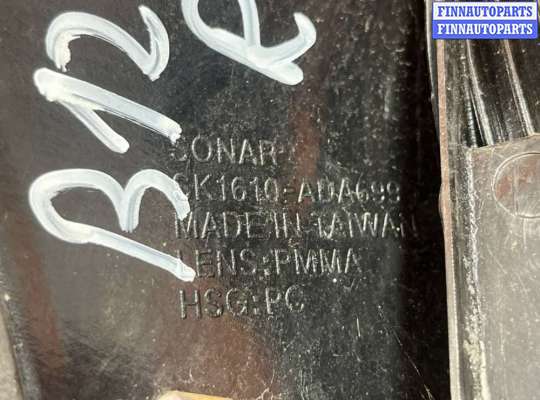 FINNAUTOPARTS
FINNAUTOPARTS
B12
R
SONAR
SK1610-ADA699
MADE IN TAIWAN
LENS:PMMA
HSG:PC